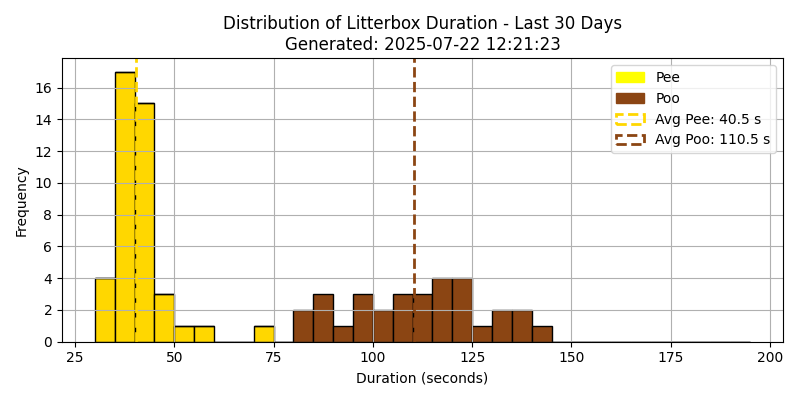 Distribution of Litterbox Duration - Last 30 Days
Generated: 2025-07-22 12:21:23
Pee
Poo
Avg Pee: 40.5 s
Avg Poo: 110.5 s
Frequency
16
14
12
10
8
6
4
2
0
25 50 75 100 125 150 175 200
Duration (seconds)